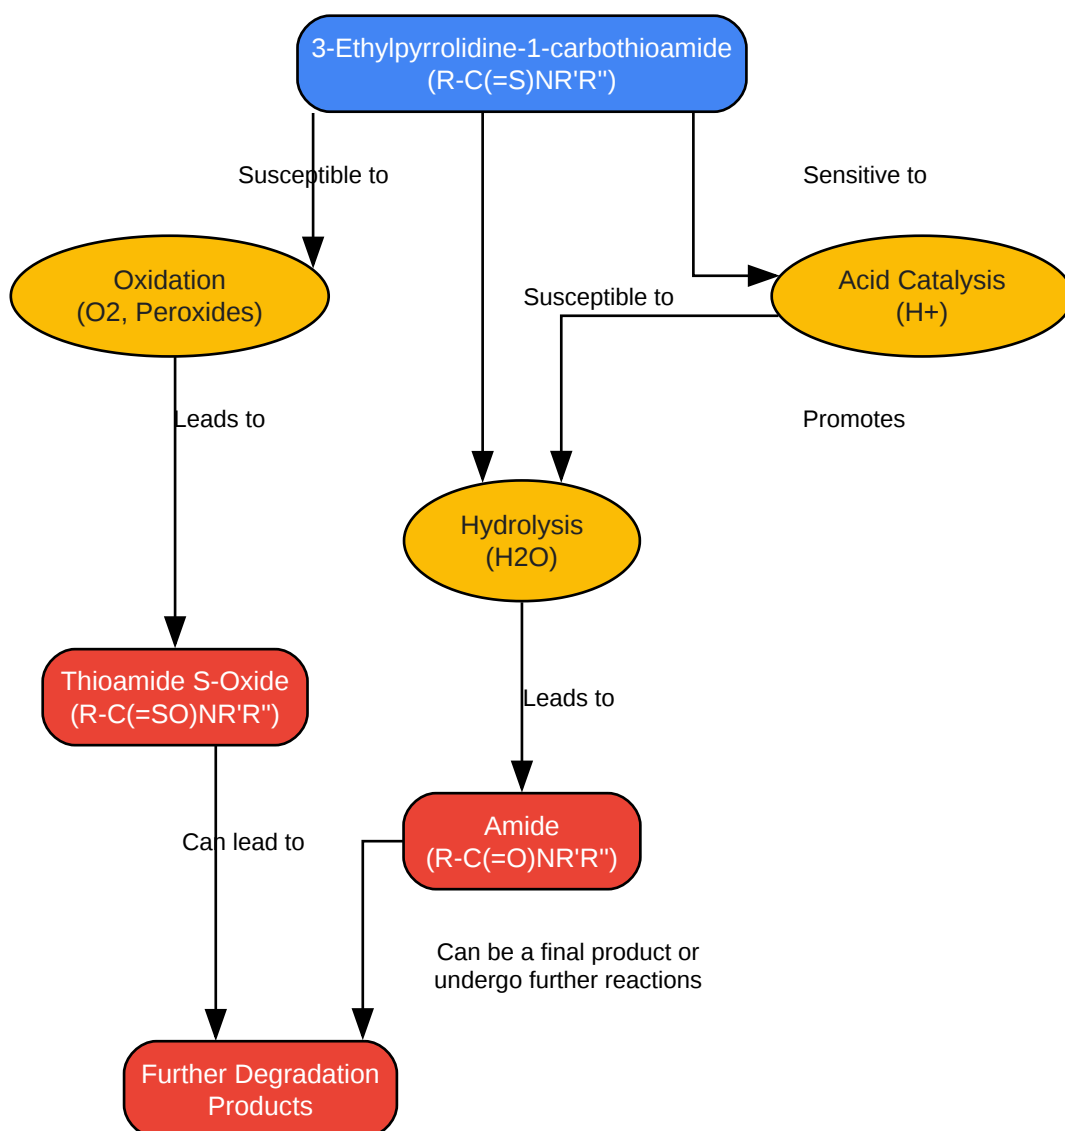 3-Ethylpyrrolidine-1-carbothioamide
(R-C(=S)NR'R")
Susceptible to
Sensitive to
Oxidation
(O2, Peroxides)
Susceptible to
Acid Catalysis
(H+)
Leads to
Promotes
Hydrolysis
(H2O)
Thioamide S-Oxide
(R-C(=SO)NR'R")
Leads to
Can lead to
Amide
(R-C(=O)NR'R")
Can be a final product or
undergo further reactions
Further Degradation
Products